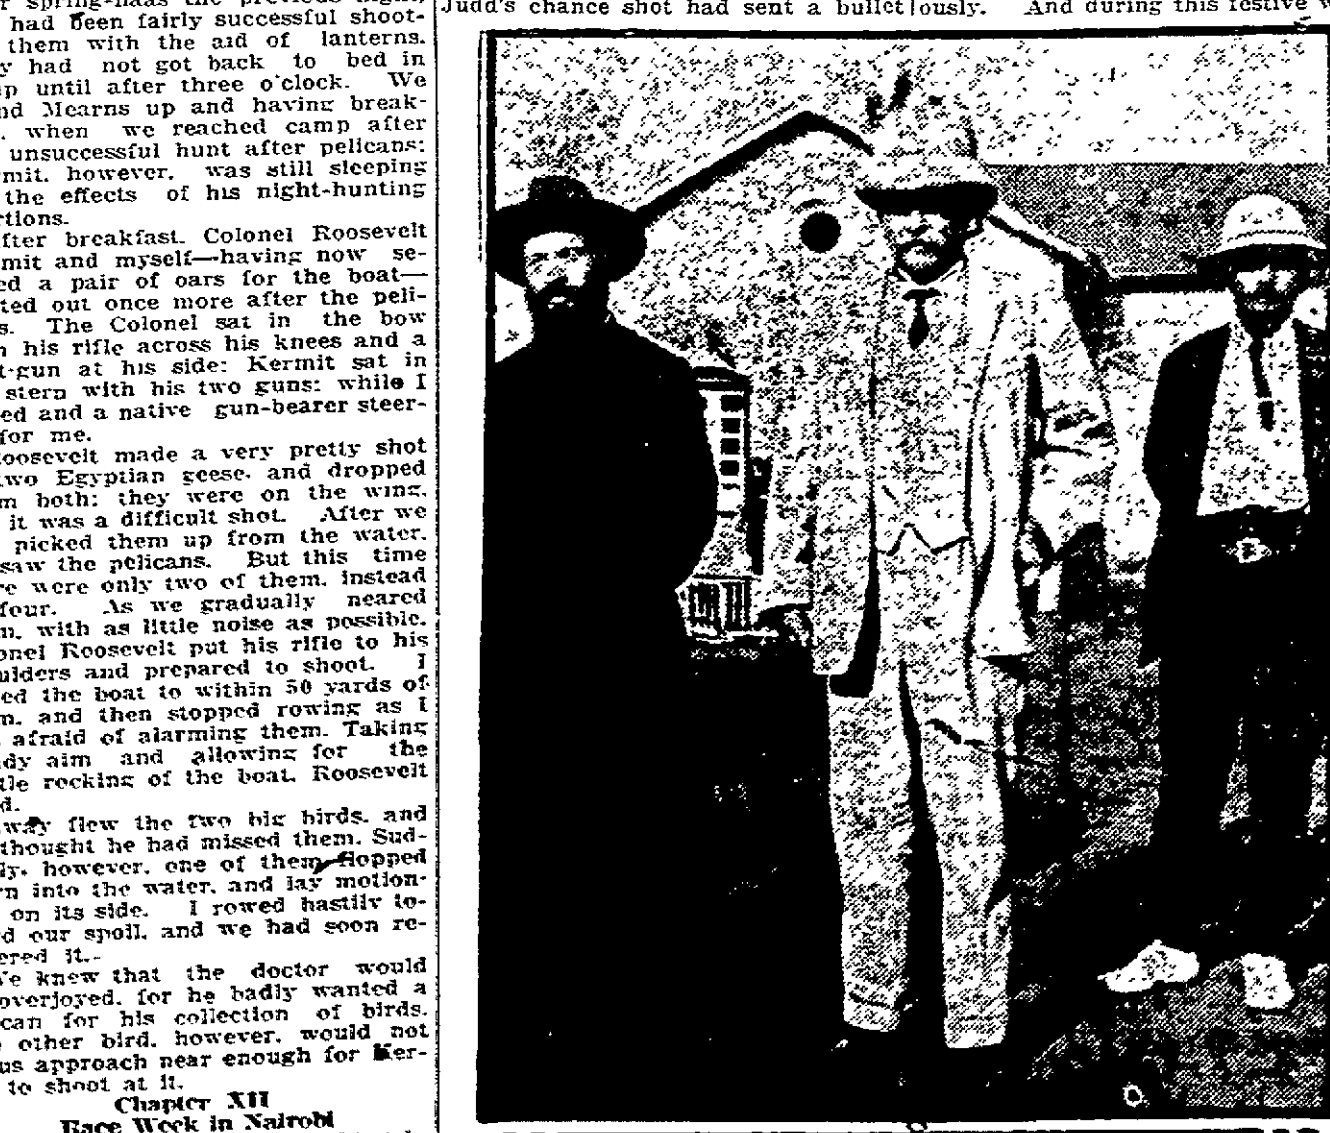 r spring-haas the previous night,
had been fairly successful shoot-
them with the aid of lanterns.
y had not got back to bed in
p until after three o'clock. We
nd Mearns up and having break-
, when we reached camp after
unsuccessful hunt after pelicans:
mit, however, was still sleeping
the effects of his night-hunting
rtions.
fter breakfast, Colonel Roosevelt
mit and myself—having now se-
ed a pair of oars for the boat—
ted out once more after the peli-
s. The Colonel sat in the bow
h his rifle across his knees and a
t-gun at his side: Kermit sat in
stern with his two guns: while I
ed and a native gun-bearer steer-
for me.
oosevelt made a very pretty shot
two Egyptian geese, and dropped
m both: they were on the wing,
it was a difficult shot. After we
picked them up from the water,
saw the pelicans. But this time
re were only two of them, instead
four. As we gradually neared
m, with as little noise as possible,
onel Roosevelt put his rifle to his
ulders and prepared to shoot. I
ed the boat to within 50 yards of
m, and then stopped rowing as I
afraid of alarming them. Taking
dy aim and allowing for the
tle rocking of the boat, Roosevelt
d.
way flew the two big birds, and
thought he had missed them. Sud-
ly, however, one of them flopped
rn into the water, and lay motion-
on its side. I rowed hastily to-
d our spoil, and we had soon re-
ered it.
e knew that the doctor would
overjoyed, for he badly wanted a
can for his collection of birds.
other bird, however, would not
us approach near enough for Ker-
to shoot at it.
Chapter XII
Race Week in Nairobi
Judd's chance shot had sent a bullet
ously. And during this festive w